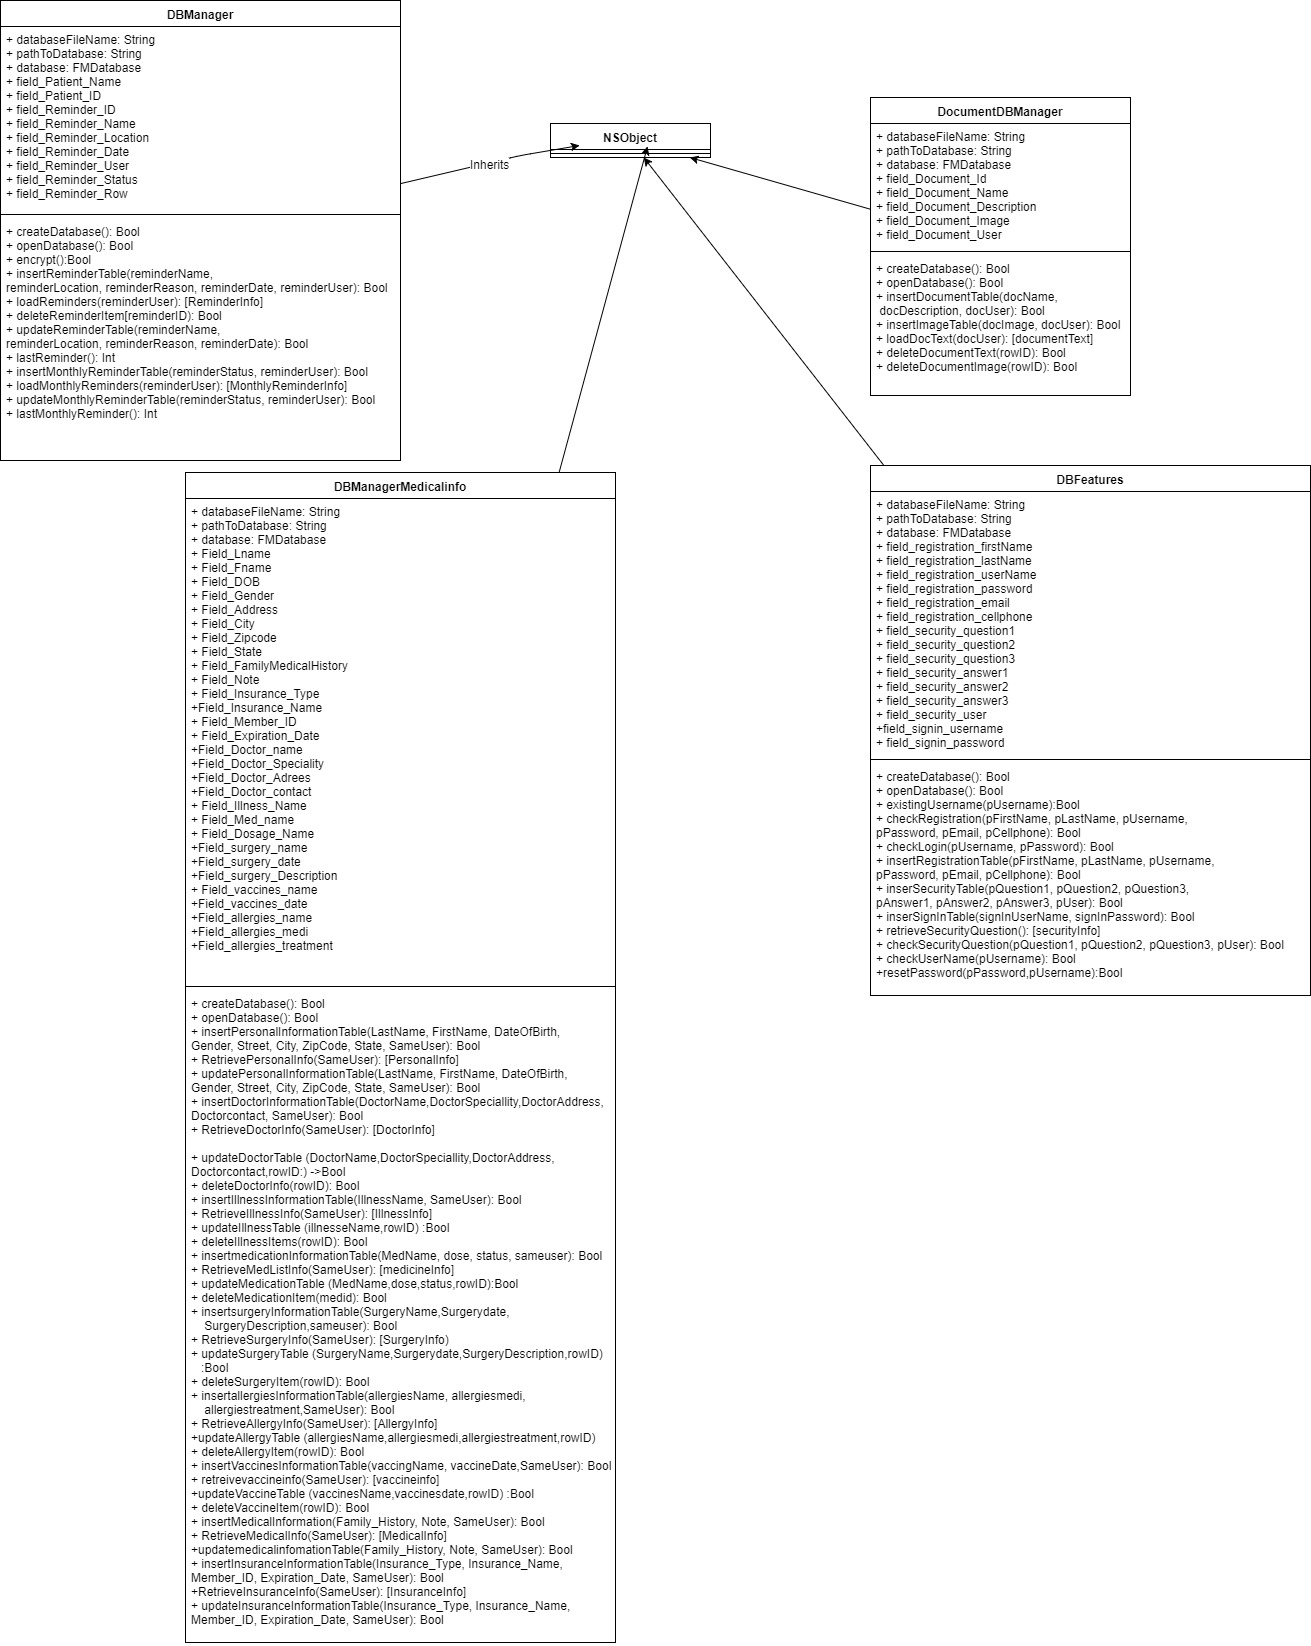 DBManager
+ databaseFileName: String
+ pathToDatabase: String
+ database: FMDatabase
+ field_Patient_Name
+ field_Patient_ID
+ field_Reminder_ID
+ field_Reminder_Name
+ field_Reminder_Location
+ field_Reminder_Date
+ field_Reminder_User
+ field_Reminder_Status
+ field_Reminder_Row
+ createDatabase(): Bool
+ openDatabase(): Bool
+ encrypt():Bool
+ insertReminderTable(reminderName,
reminderLocation, reminderReason, reminderDate, reminderUser): Bool
+ loadReminders(reminderUser): [ReminderInfo]
+ deleteReminderItem[reminderID): Bool
+ updateReminderTable(reminderName,
reminderLocation, reminderReason, reminderDate): Bool
+ lastReminder(): Int
+ insertMonthlyReminderTable(reminderStatus, reminderUser): Bool
+ loadMonthlyReminders(reminderUser): [MonthlyReminderInfo]
+ updateMonthlyReminderTable(reminderStatus, reminderUser): Bool
+ lastMonthlyReminder(): Int
Inherits
NSObject
DocumentDBManager
+ databaseFileName: String
+ pathToDatabase: String
+ database: FMDatabase
+ field_Document_Id
+ field_Document_Name
+ field_Document_Description
+ field_Document_Image
+ field_Document_User
+ createDatabase(): Bool
+ openDatabase(): Bool
+ insertDocumentTable(docName,
docDescription, docUser): Bool
+ insertImageTable(docImage, docUser): Bool
+ loadDocText(docUser): [documentText]
+ deleteDocumentText(rowID): Bool
+ deleteDocumentImage(rowID): Bool
DBManagerMedicalinfo
+ databaseFileName: String
+ pathToDatabase: String
+ database: FMDatabase
+ Field_Lname
+ Field_Fname
+ Field_DOB
+ Field_Gender
+ Field_Address
+ Field_City
+ Field_Zipcode
+ Field_State
+ Field_FamilyMedicalHistory
+ Field_Note
+ Field_Insurance_Type
+Field_Insurance_Name
+ Field_Member_ID
+ Field_Expiration_Date
+Field_Doctor_name
+Field_Doctor_Speciality
+Field_Doctor_Adrees
+Field_Doctor_contact
+ Field_Illness_Name
+ Field_Med_name
+ Field_Dosage_Name
+Field_surgery_name
+Field_surgery_date
+Field_surgery_Description
+ Field_vaccines_name
+Field_vaccines_date
+Field_allergies_name
+Field_allergies_medi
+Field_allergies_treatment
+ createDatabase(): Bool
+ openDatabase(): Bool
+ insertPersonalInformationTable(LastName, FirstName, DateOfBirth,
Gender, Street, City, ZipCode, State, SameUser): Bool
+ RetrievePersonalInfo(SameUser): [PersonalInfo]
+ updatePersonalInformationTable(LastName, FirstName, DateOfBirth,
Gender, Street, City, ZipCode, State, SameUser): Bool
+ insertDoctorInformationTable(DoctorName,DoctorSpeciallity,DoctorAddress,
Doctorcontact, SameUser): Bool
+ RetrieveDoctorInfo(SameUser): [DoctorInfo]
+ updateDoctorTable (DoctorName,DoctorSpeciallity,DoctorAddress,
Doctorcontact,rowID:) ->Bool
+ deleteDoctorInfo(rowID): Bool
+ insertIllnessInformationTable(IllnessName, SameUser): Bool
+ RetrieveIllnessInfo(SameUser): [IllnessInfo]
+ updateIllnessTable (illnesseName,rowID) :Bool
+ deleteIllnessItems(rowID): Bool
+ insertmedicationInformationTable(MedName, dose, status, sameuser): Bool
+ RetrieveMedListInfo(SameUser): [medicineInfo]
+ updateMedicationTable (MedName,dose,status,rowID):Bool
+ deleteMedicationItem(medid): Bool
+ insertsurgeryInformationTable(SurgeryName,Surgerydate,
SurgeryDescription,sameuser): Bool
+ RetrieveSurgeryInfo(SameUser): [SurgeryInfo)
+ updateSurgeryTable (SurgeryName,Surgerydate,SurgeryDescription,rowID)
:Bool
+ deleteSurgeryItem(rowID): Bool
+ insertallergiesInformationTable(allergiesName, allergiesmedi,
allergiestreatment,SameUser): Bool
+ RetrieveAllergyInfo(SameUser): [AllergyInfo]
+updateAllergyTable (allergiesName,allergiesmedi,allergiestreatment,rowID)
+ deleteAllergyItem(rowID): Bool
+ insertVaccinesInformationTable(vaccingName, vaccineDate,SameUser): Bool
+ retreivevaccineinfo(SameUser): [vaccineinfo]
+updateVaccineTable (vaccinesName,vaccinesdate,rowID) :Bool
+ deleteVaccineItem(rowID): Bool
+ insertMedicalInformation(Family_History, Note, SameUser): Bool
+ RetrieveMedicalInfo(SameUser): [MedicalInfo]
+updatemedicalinfomationTable(Family_History, Note, SameUser): Bool
+ insertInsuranceInformationTable(Insurance_Type, Insurance_Name,
Member_ID, Expiration_Date, SameUser): Bool
+RetrieveInsuranceInfo(SameUser): [InsuranceInfo]
+ updateInsuranceInformationTable(Insurance_Type, Insurance_Name,
Member_ID, Expiration_Date, SameUser): Bool
DBFeatures
+ databaseFileName: String
+ pathToDatabase: String
+ database: FMDatabase
+ field_registration_firstName
+ field_registration_lastName
+ field_registration_userName
+ field_registration_password
+ field_registration_email
+ field_registration_cellphone
+ field_security_question1
+ field_security_question2
+ field_security_question3
+ field_security_answer1
+ field_security_answer2
+ field_security_answer3
+ field_security_user
+field_signin_username
+ field_signin_password
+ createDatabase(): Bool
+ openDatabase(): Bool
+ existingUsername(pUsername):Bool
+ checkRegistration(pFirstName, pLastName, pUsername,
pPassword, pEmail, pCellphone): Bool
+ checkLogin(pUsername, pPassword): Bool
+ insertRegistrationTable(pFirstName, pLastName, pUsername,
pPassword, pEmail, pCellphone): Bool
+ inserSecurityTable(pQuestion1, pQuestion2, pQuestion3,
pAnswer1, pAnswer2, pAnswer3, pUser): Bool
+ inserSignInTable(signInUserName, signInPassword): Bool
+ retrieveSecurityQuestion(): [securityInfo]
+ checkSecurityQuestion(pQuestion1, pQuestion2, pQuestion3, pUser): Bool
+ checkUserName(pUsername): Bool
+resetPassword(pPassword,pUsername):Bool